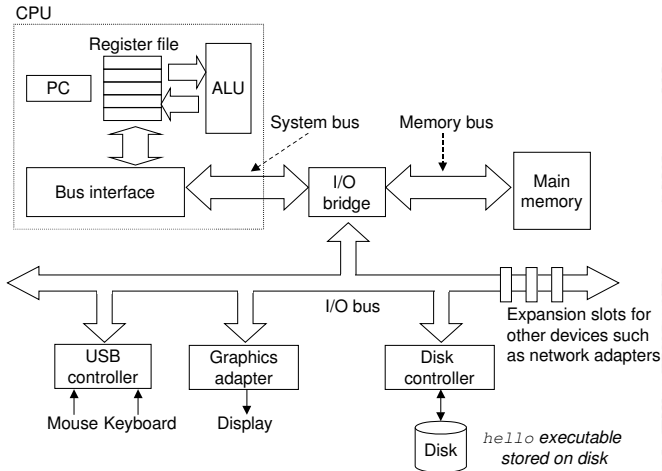 CPU
Register file
PC
ALU
System bus
Memory bus
Bus interface
I/O
bridge
Main
memory
I/O bus
Expansion slots for
other devices such
as network adapters
USB
controller
Graphics
adapter
Disk
controller
Mouse Keyboard
Display
Disk
hello executable
stored on disk